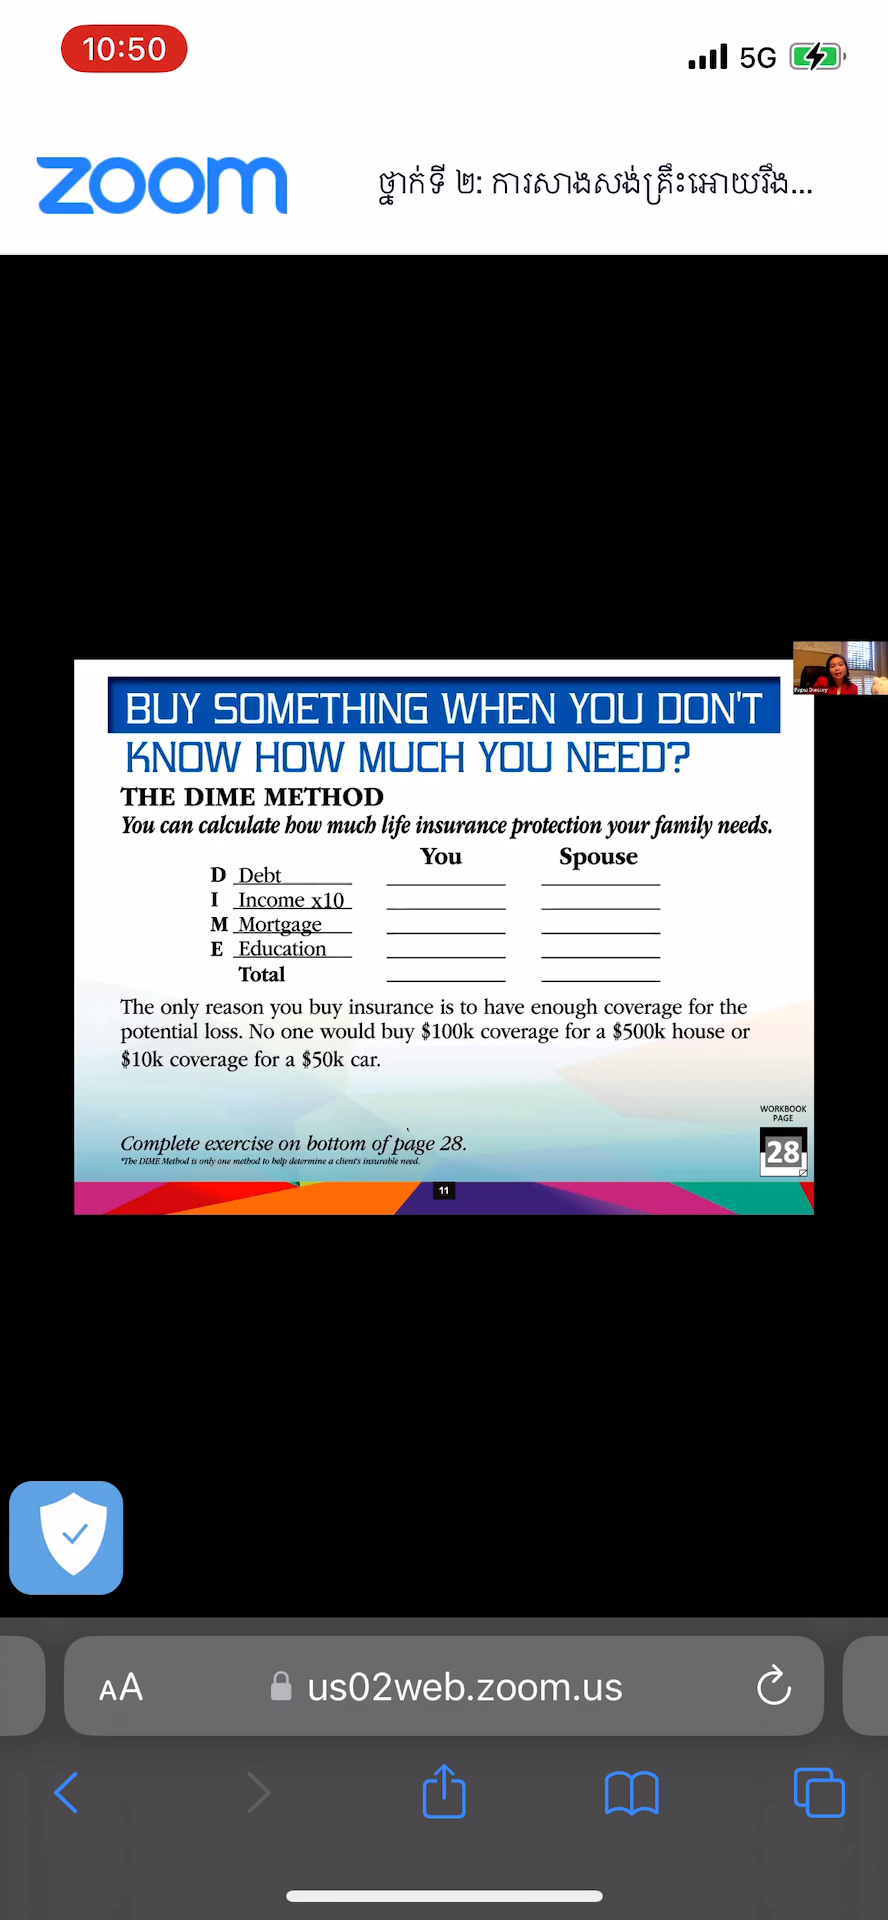 10:50
5G
zoom
ថ្នាក់ទី ២: ការសាងសង់គ្រឹះអោយរឹង...
BUY SOMETHING WHEN YOU DON'T
KNOW HOW MUCH YOU NEED?
THE DIME METHOD
You can calculate how much life insurance protection your family needs.
You Spouse
D Debt
I Income x10
M Mortgage
E Education
Total
The only reason you buy insurance is to have enough coverage for the
potential loss. No one would buy $100k coverage for a $500k house or
$10k coverage for a $50k car.
WORKBOOK
PAGE
28
Complete exercise on bottom of page 28.
*The DIME Method is only one method to help determine a client's insurable need.
11
AA us02web.zoom.us